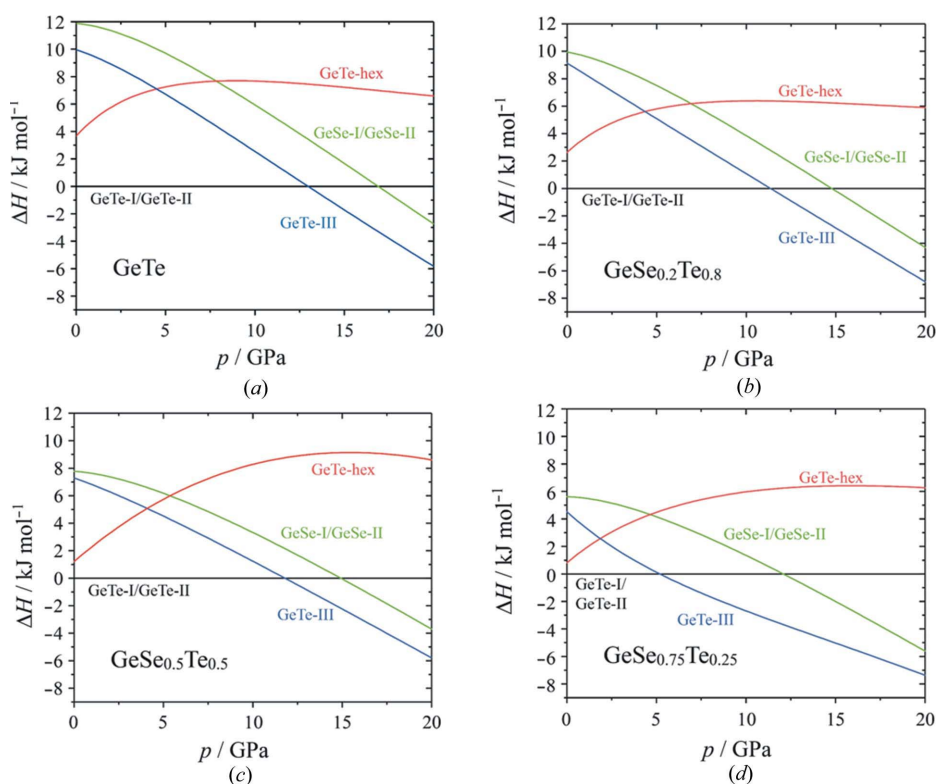 12
10
8
6
4
2
0
−2
−4
−6
−8
ΔH / kJ mol⁻¹
GeTe-hex
GeSe-I/GeSe-II
GeTe-I/GeTe-II
GeTe-III
GeTe
0 5 10 15 20
p / GPa
(a)
12
10
8
6
4
2
0
−2
−4
−6
−8
ΔH / kJ mol⁻¹
GeTe-hex
GeSe-I/GeSe-II
GeTe-I/GeTe-II
GeTe-III
GeSe₀.₂Te₀.₈
0 5 10 15 20
p / GPa
(b)
12
10
8
6
4
2
0
−2
−4
−6
−8
ΔH / kJ mol⁻¹
GeTe-hex
GeSe-I/GeSe-II
GeTe-I/GeTe-II
GeTe-III
GeSe₀.₅Te₀.₅
0 5 10 15 20
p / GPa
(c)
12
10
8
6
4
2
0
−2
−4
−6
−8
ΔH / kJ mol⁻¹
GeTe-hex
GeSe-I/GeSe-II
GeTe-I/
GeTe-II
GeTe-III
GeSe₀.₇₅Te₀.₂₅
0 5 10 15 20
p / GPa
(d)